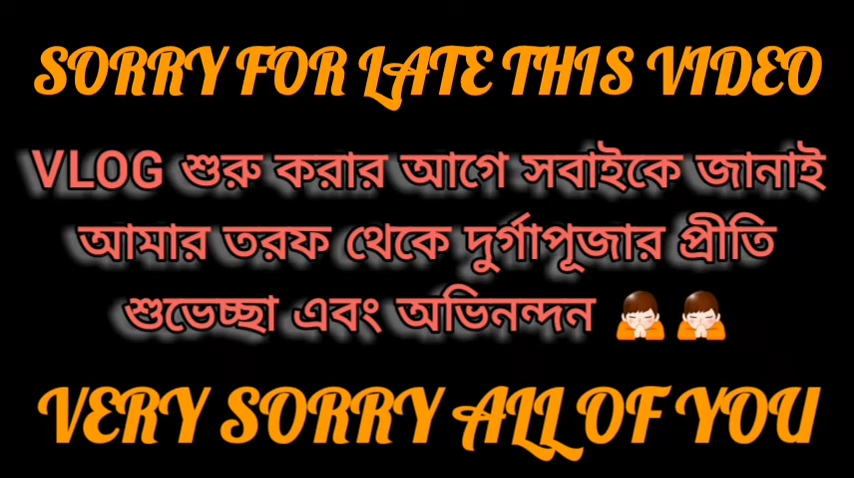 SORRY FOR LATE THIS VIDEO
VLOG শুরু করার আগে সবাইকে জানাই
আমার তরফ থেকে দুর্গাপূজার প্রীতি
শুভেচ্ছা এবং অভিনন্দন 🙏🙏
VERY SORRY ALL OF YOU